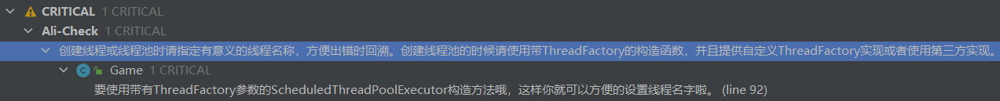 CRITICAL 1 CRITICAL
Ali-Check 1 CRITICAL
创建线程或线程池时请指定有意义的线程名称，方便出错时回溯。创建线程池的时候请使用带ThreadFactory的构造函数，并且提供自定义ThreadFactory实现或者使用第三方实现。
Game 1 CRITICAL
要使用带有ThreadFactory参数的ScheduledThreadPoolExecutor构造方法哦，这样你就可以方便的设置线程名字啦。 (line 92)